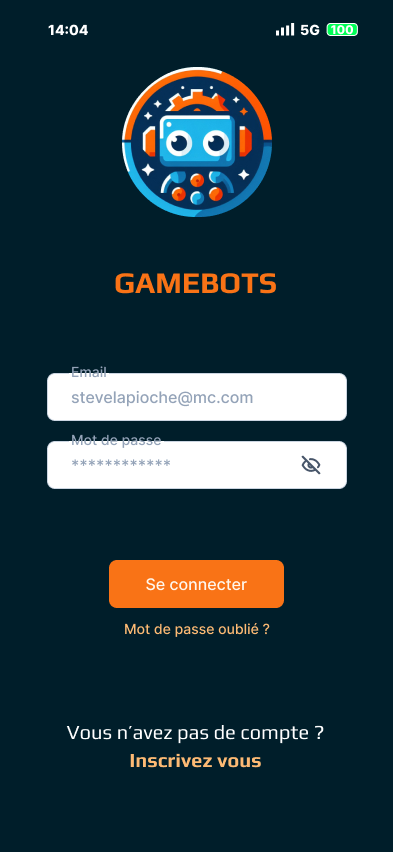 14:04 5G 100
GAMEBOTS
Email
stevelapioche@mc.com
Mot de passe
************
Se connecter
Mot de passe oublié ?
Vous n’avez pas de compte ?
Inscrivez vous